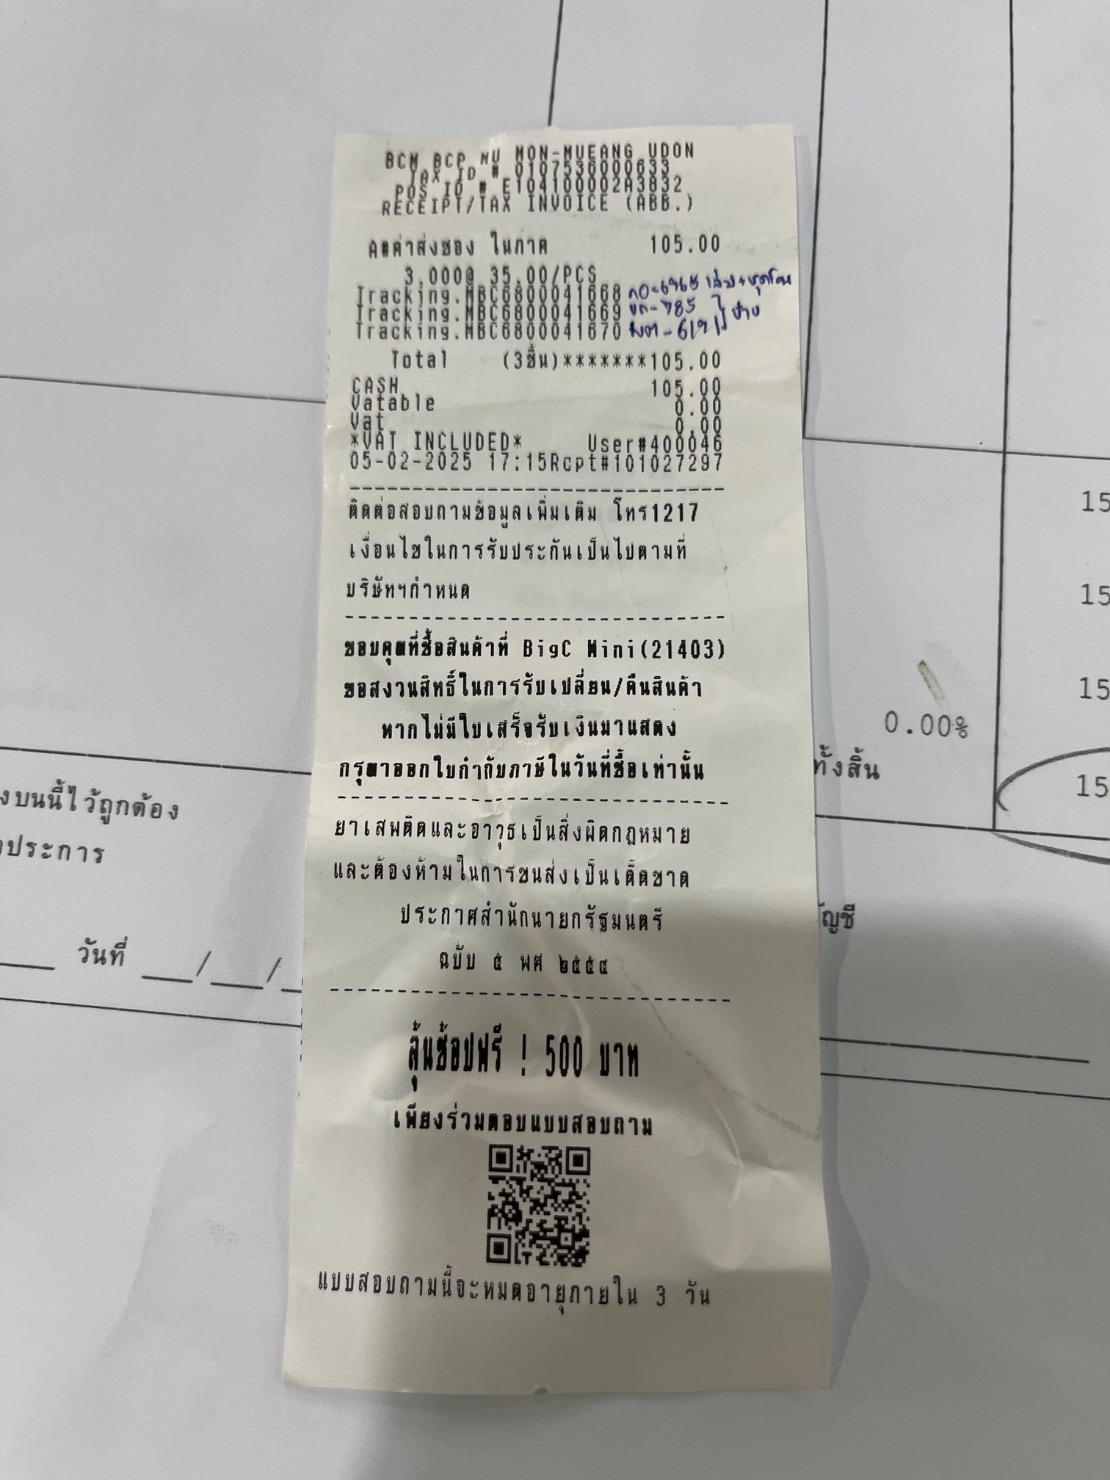 BCM BCP NU MON-MUEANG UDON
TAX ID # 0107536000633
POS ID # E104100002A3832
RECEIPT/TAX INVOICE (ABB.)
A#ค่าส่งของ ในภาค 105.00
3.000@ 35.00/PCS
Tracking.MBC6800041668
Tracking.MBC6800041669 785
Tracking.MBC6800041670
Total (3ชิ้น)*******105.00
CASH 105.00
Vatable 0.00
Vat 0.00
*VAT INCLUDED* User#400046
05-02-2025 17:15Rcpt#101027297
ติดต่อสอบถามข้อมูลเพิ่มเติม โทร1217
เงื่อนไขในการรับประกันเป็นไปตามที่
บริษัทฯกำหนด
ขอบคุณที่ซื้อสินค้าที่ BigC Mini(21403)
ขอสงวนสิทธิ์ในการรับเปลี่ยน/คืนสินค้า
หากไม่มีใบเสร็จรับเงินมาแสดง
กรุณาออกใบกำกับภาษีในวันที่ซื้อเท่านั้น
ยาเสพติดและอาวุธเป็นสิ่งผิดกฎหมาย
และต้องห้ามในการขนส่งเป็นเด็ดขาด
ประกาศสำนักนายกรัฐมนตรี
ฉบับ ๕ พศ ๒๕๕๔
ลุ้นช้อปฟรี ! 500 บาท
เพียงร่วมตอบแบบสอบถาม
แบบสอบถามนี้จะหมดอายุภายใน 3 วัน
งบนนี้ไว้ถูกต้อง
ประการ
วันที่ __/__/
15
15
15
0.00%
ทั้งสิ้น 15
ัญชี